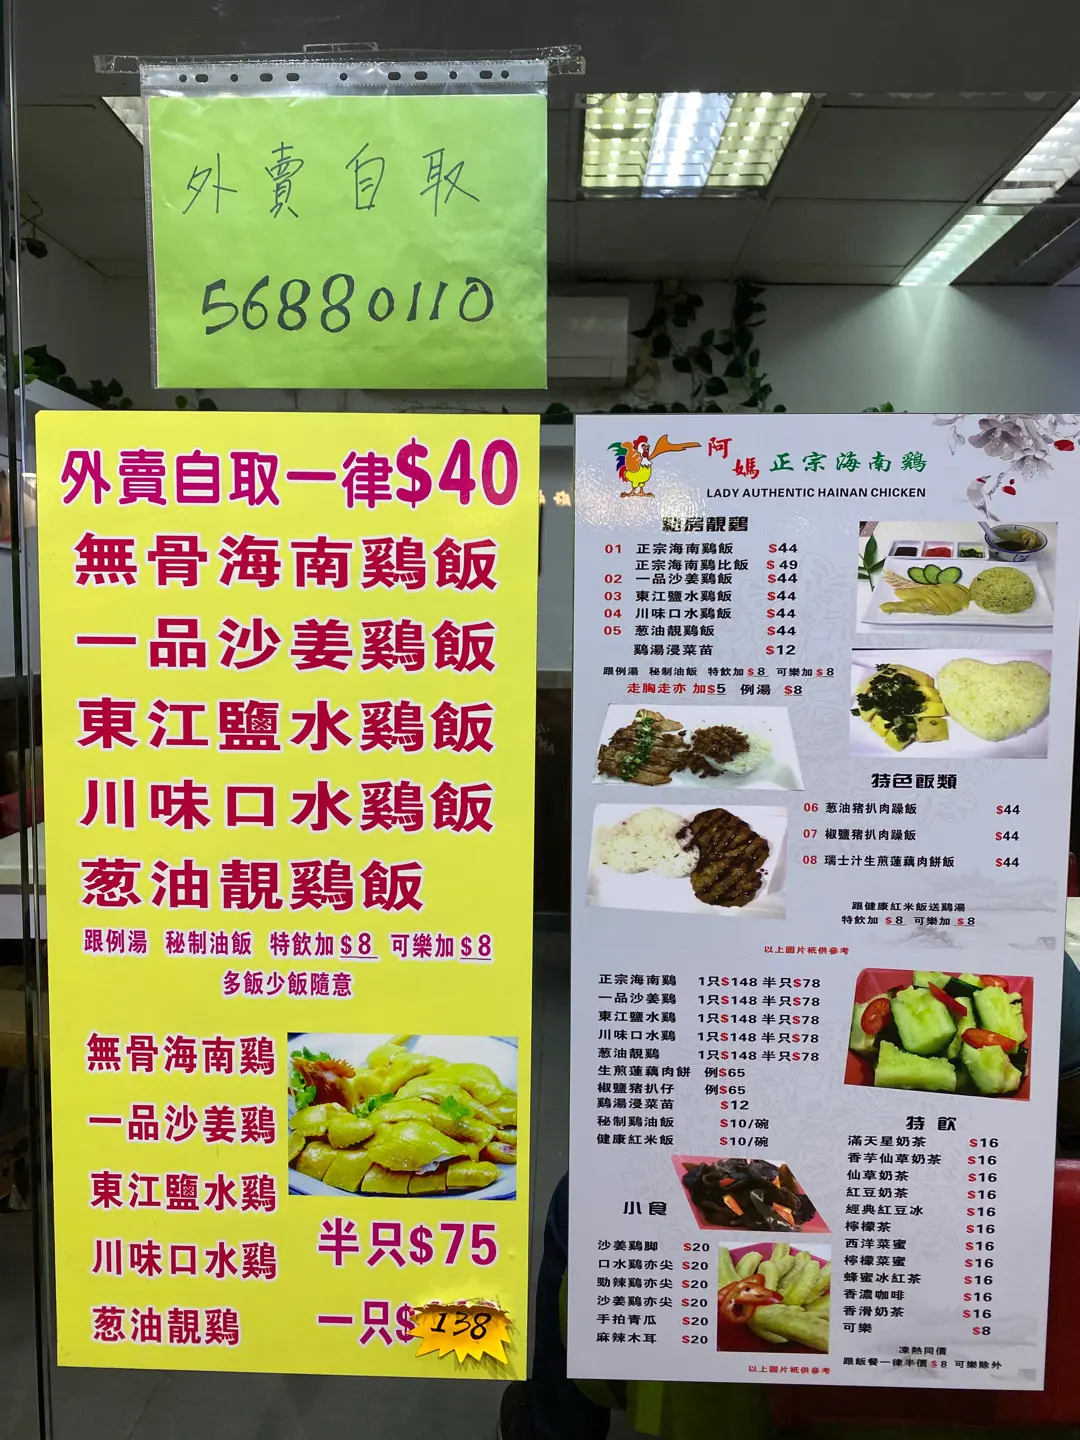 外賣自取
56880110
外賣自取一律$40
無骨海南鷄飯
一品沙姜鷄飯
東江鹽水鷄飯
川味口水鷄飯
葱油靚鷄飯
跟例湯 秘制油飯 特飲加$8 可樂加$8
多飯少飯隨意
無骨海南鷄
一品沙姜鷄
東江鹽水鷄
川味口水鷄
葱油靚鷄
半只$75
一只$138
阿媽正宗海南鷄
LADY AUTHENTIC HAINAN CHICKEN
房靚鷄
01 正宗海南鷄飯 $44
正宗海南鷄比飯 $49
02 一品沙姜鷄飯 $44
03 東江鹽水鷄飯 $44
04 川味口水鷄飯 $44
05 葱油靚鷄飯 $44
鷄湯浸菜苗 $12
跟例湯 秘制油飯 特飲加$8 可樂加$8
走胸走亦 加$5 例湯 $8
特色飯類
06 葱油猪扒肉躁飯 $44
07 椒鹽猪扒肉躁飯 $44
08 瑞士汁生煎蓮藕肉餅飯 $44
跟健康紅米飯送鷄湯
特飲加 $8 可樂加 $8
以上圖片衹供參考
正宗海南鷄 1只$148 半只$78
一品沙姜鷄 1只$148 半只$78
東江鹽水鷄 1只$148 半只$78
川味口水鷄 1只$148 半只$78
葱油靚鷄 1只$148 半只$78
生煎蓮藕肉餅 例$65
椒鹽猪扒仔 例$65
鷄湯浸菜苗 $12
秘制鷄油飯 $10/碗
健康紅米飯 $10/碗
小食
沙姜鷄脚 $20
口水鷄亦尖 $20
勁辣鷄亦尖 $20
沙姜鷄亦尖 $20
手拍青瓜 $20
麻辣木耳 $20
特飲
滿天星奶茶 $16
香芋仙草奶茶 $16
仙草奶茶 $16
紅豆奶茶 $16
經典紅豆冰 $16
檸檬茶 $16
西洋菜蜜 $16
檸檬菜蜜 $16
蜂蜜冰紅茶 $16
香濃咖啡 $16
香滑奶茶 $16
可樂 $8
凍熱同價
跟飯餐一律半價$8 可樂除外
以上圖片衹供參考